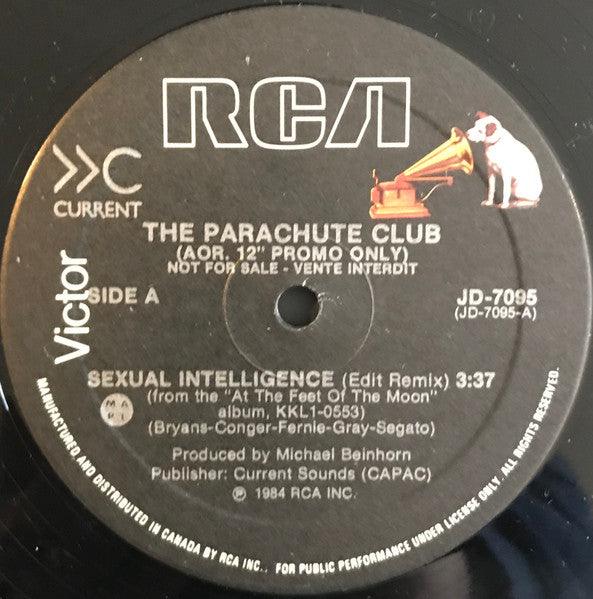 RCA
>>C
CURRENT
Victor
THE PARACHUTE CLUB
(AOR. 12" PROMO ONLY)
NOT FOR SALE - VENTE INTERDIT
SIDE A
JD-7095
(JD-7095-A)
SEXUAL INTELLIGENCE (Edit Remix) 3:37
(from the "At The Feet Of The Moon"
album, KKL1-0553)
(Bryans-Conger-Fernie-Gray-Segato)
MAPL
Produced by Michael Beinhorn
Publisher: Current Sounds (CAPAC)
℗ 1984 RCA INC.
MANUFACTURED AND DISTRIBUTED IN CANADA BY RCA INC., FOR PUBLIC PERFORMANCE UNDER LICENSE ONLY. ALL RIGHTS RESERVED.